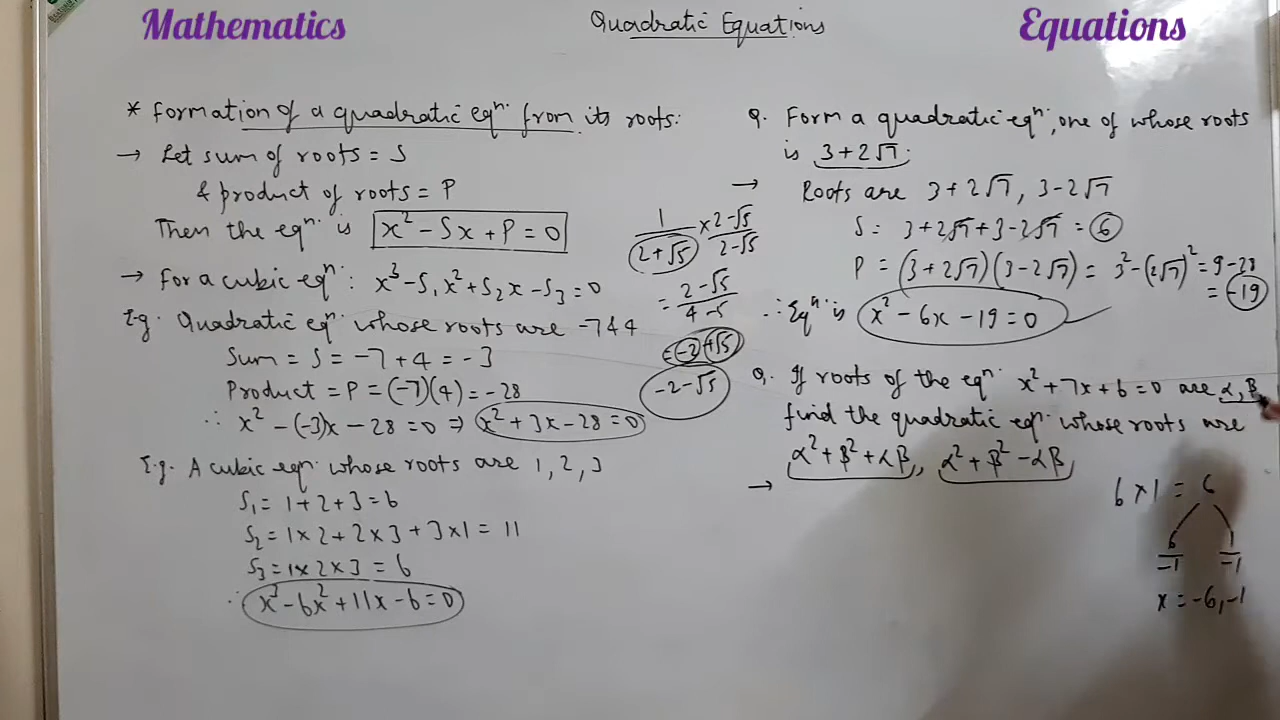 Mathematics
Quadratic Equations
Equations
* Formation of a quadratic eqn. from its roots:
→ Let sum of roots = S
& product of roots = P
Then the eqn. is x² - Sx + P = 0
→ For a cubic eqn: x³ - S₁x² + S₂x - S₃ = 0
Eg. Quadratic eqn. whose roots are -7 & 4
Sum = S = -7 + 4 = -3
Product = P = (-7)(4) = -28
∴ x² - (-3)x - 28 = 0 ⇒ x² + 3x - 28 = 0
E.g. A cubic eqn. whose roots are 1, 2, 3
S₁ = 1 + 2 + 3 = 6
S₂ = 1×2 + 2×3 + 3×1 = 11
S₃ = 1×2×3 = 6
∴ x³ - 6x² + 11x - 6 = 0
1/(2+√5) × (2-√5)/(2-√5)
= (2-√5)/(4-5)
= -2+√5
-2-√5
Q. Form a quadratic eqn., one of whose roots
is 3+2√7.
→ Roots are 3+2√7, 3-2√7
S = 3+2√7+3-2√7 = 6
P = (3+2√7)(3-2√7) = 3²-(2√7)² = 9-28
= -19
∴ Eqn. is x² - 6x - 19 = 0
Q. If roots of the eqn. x² + 7x + 6 = 0 are α, β
find the quadratic eqn. whose roots are
α² + β² + αβ, α² + β² - αβ
→
6 × 1 = 6
6/-1 1/-1
x = -6, -1